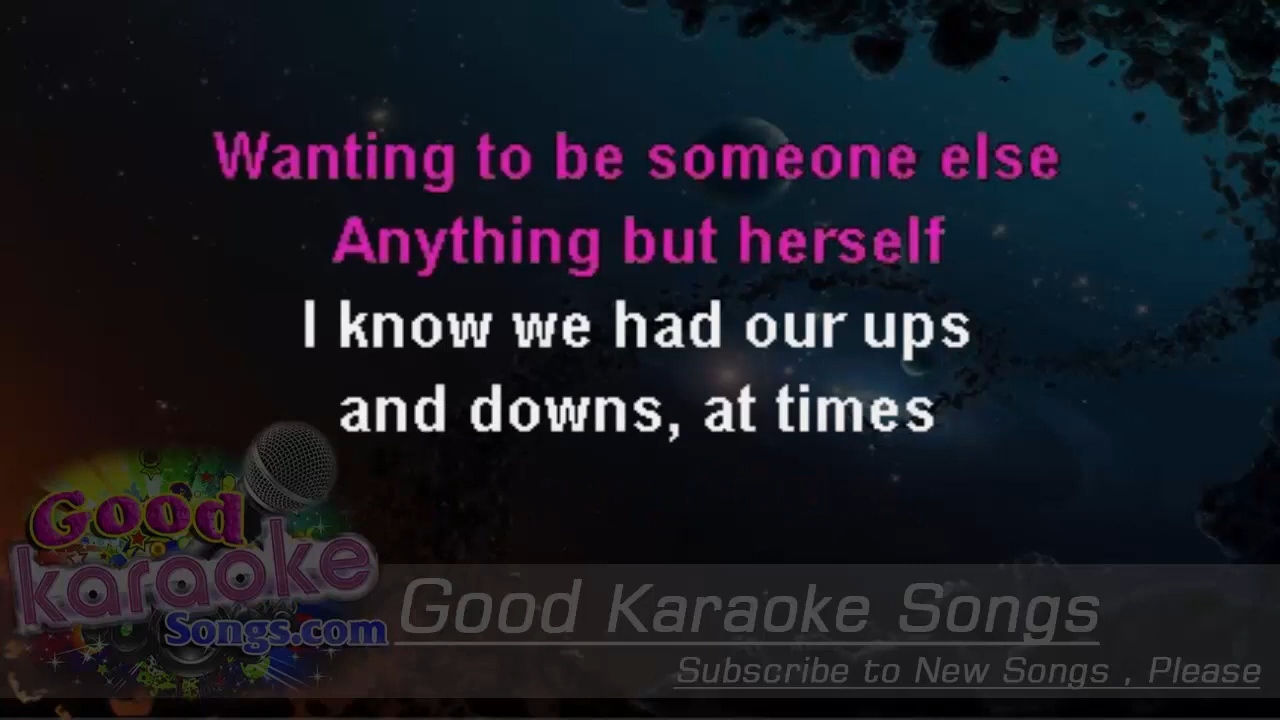 Wanting to be someone else
Anything but herself
I know we had our ups
and downs, at times
Good
karaoke
Songs.com
Good Karaoke Songs
Subscribe to New Songs , Please